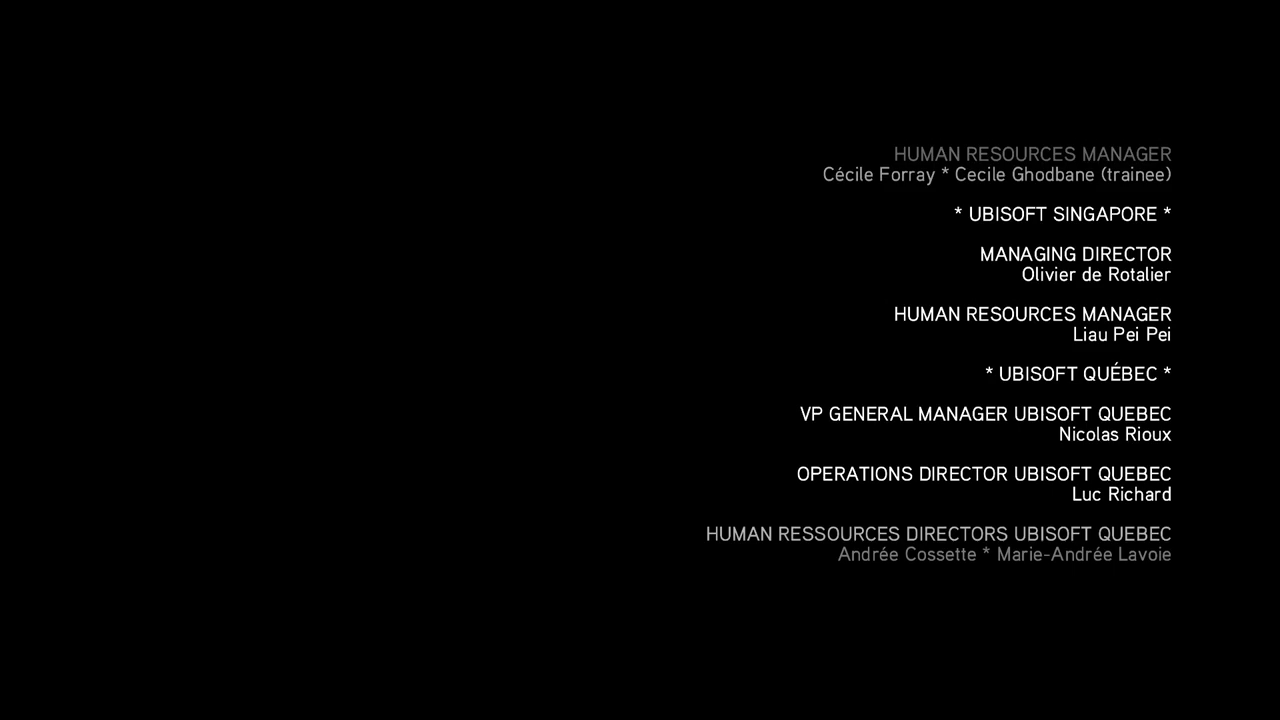 HUMAN RESOURCES MANAGER
Cécile Forray * Cecile Ghodbane (trainee)
* UBISOFT SINGAPORE *
MANAGING DIRECTOR
Olivier de Rotalier
HUMAN RESOURCES MANAGER
Liau Pei Pei
* UBISOFT QUÉBEC *
VP GENERAL MANAGER UBISOFT QUEBEC
Nicolas Rioux
OPERATIONS DIRECTOR UBISOFT QUEBEC
Luc Richard
HUMAN RESSOURCES DIRECTORS UBISOFT QUEBEC
Andrée Cossette * Marie-Andrée Lavoie